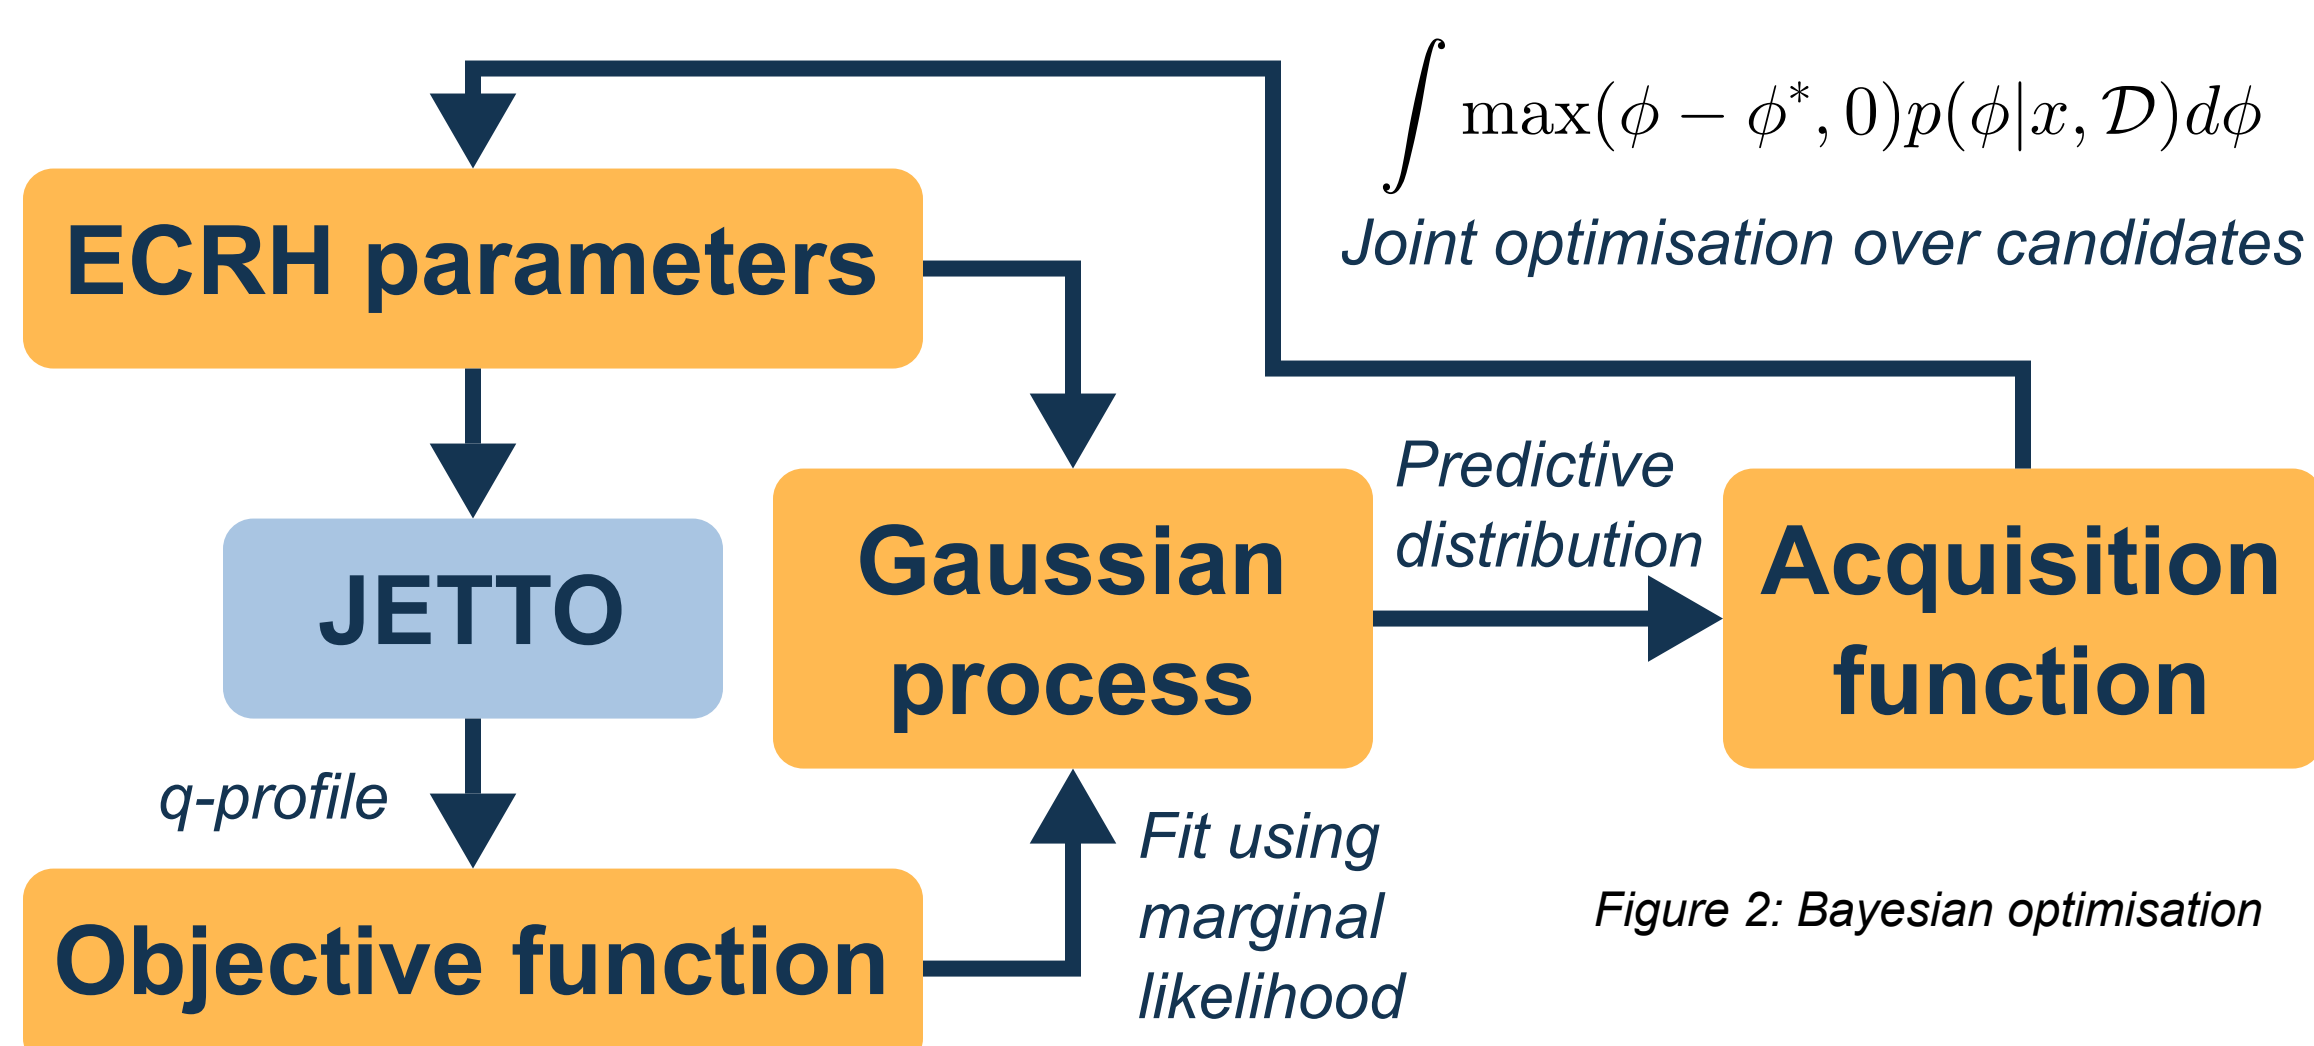 ∫ max(ϕ − ϕ*, 0)p(ϕ|x, 𝒟)dϕ
Joint optimisation over candidates
ECRH parameters
JETTO
q-profile
Objective function
Gaussian
process
Fit using
marginal
likelihood
Predictive
distribution
Acquisition
function
Figure 2: Bayesian optimisation